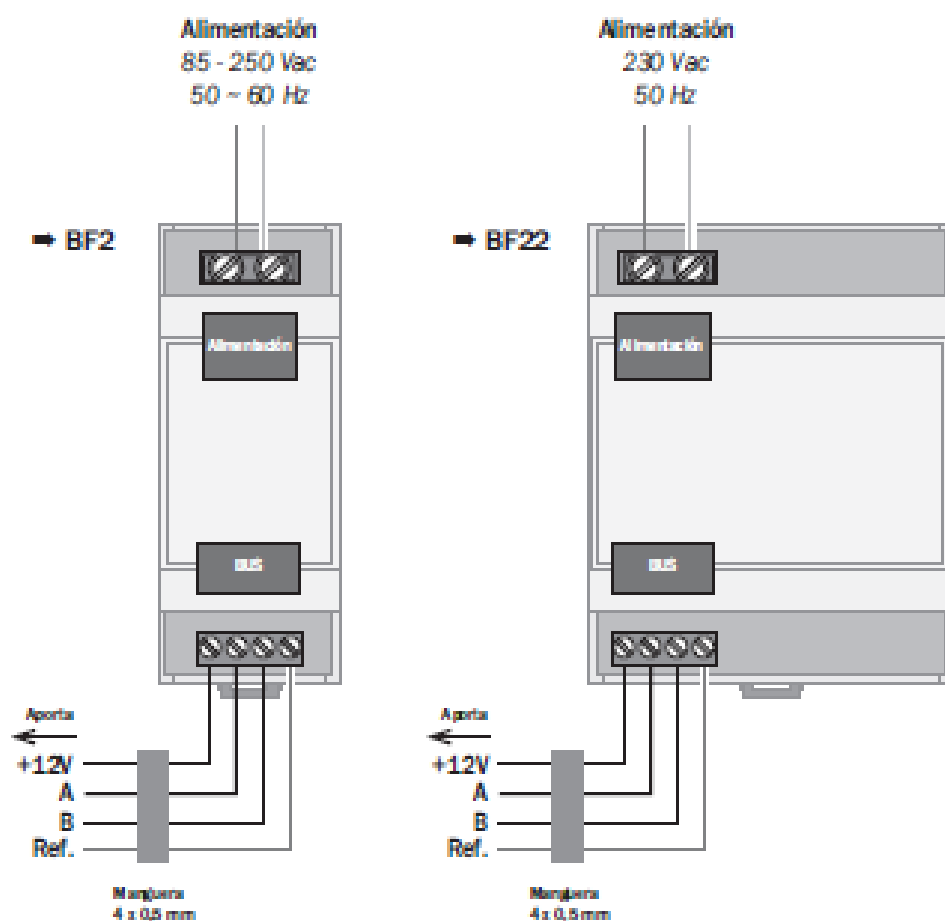 Alimentación
85 - 250 Vac
50 ~ 60 Hz
➡ BF2
Alimentación
BUS
Aporta
+12V
A
B
Ref.
Manguera
4 x 0,5 mm
Alimentación
230 Vac
50 Hz
➡ BF22
Alimentación
BUS
Aporta
+12V
A
B
Ref.
Manguera
4 x 0,5 mm